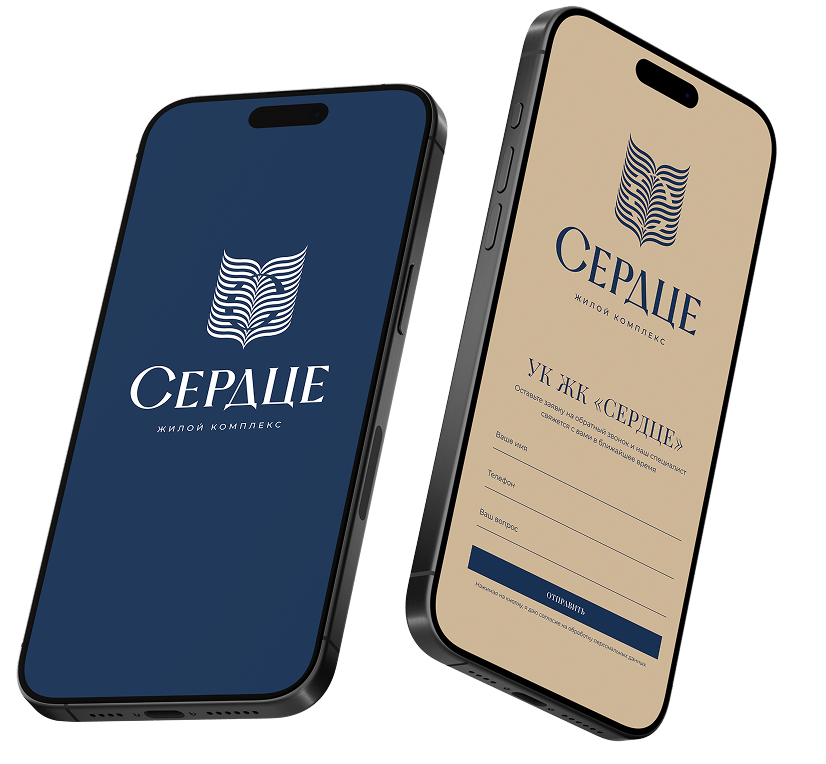 СЕРДЦЕ
ЖИЛОЙ КОМПЛЕКС
СЕРДЦЕ
ЖИЛОЙ КОМПЛЕКС
УК ЖК «СЕРДЦЕ»
Оставьте заявку на обратный звонок и наш специалист
свяжется с вами в ближайшее время
Ваше имя
Телефон
Ваш вопрос
ОТПРАВИТЬ
Нажимая на кнопку, я даю согласие на обработку персональных данных